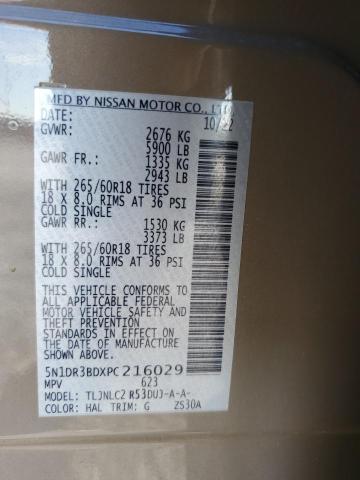 MFD BY NISSAN MOTOR CO., LTD
DATE: 10/22
GVWR: 2676 KG
5900 LB
GAWR FR.: 1335 KG
2943 LB
WITH 265/60R18 TIRES
18 X 8.0 RIMS AT 36 PSI
COLD SINGLE
GAWR RR.: 1530 KG
3373 LB
WITH 265/60R18 TIRES
18 X 8.0 RIMS AT 36 PSI
COLD SINGLE
THIS VEHICLE CONFORMS TO
ALL APPLICABLE FEDERAL
MOTOR VEHICLE SAFETY
AND THEFT PREVENTION
STANDARDS IN EFFECT ON THE
DATE OF MANUFACTURE
SHOWN ABOVE.
5N1DR3BDXPC216029
MPV 623
MODEL: TLJNLC2 R53DUJ-A-A-
COLOR: HAL TRIM: G ZS30A